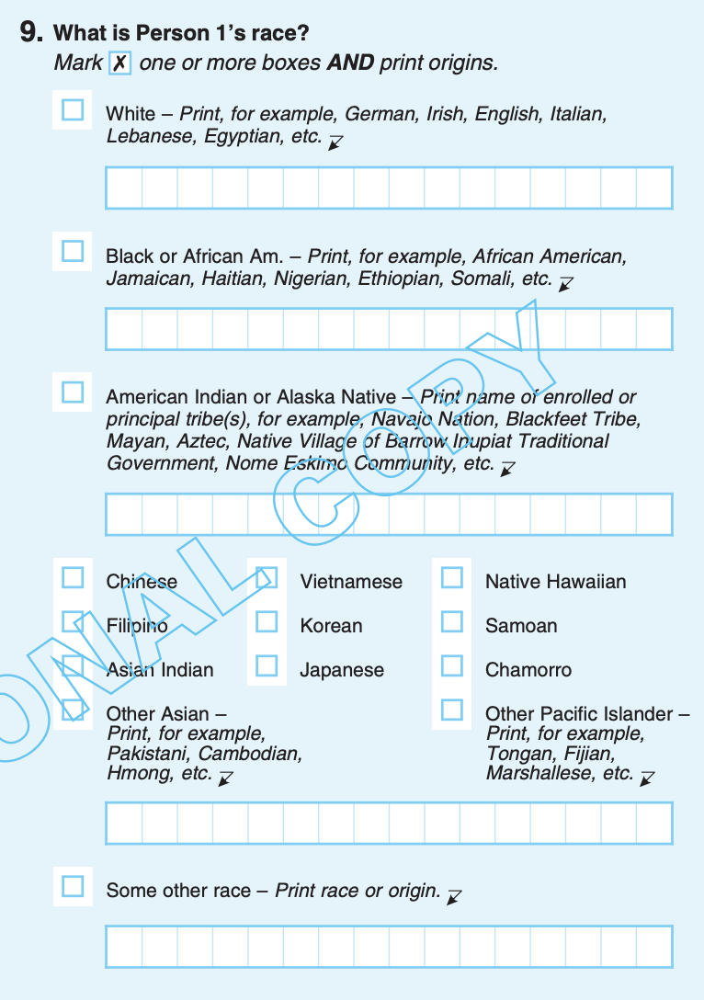 9. What is Person 1's race?
Mark ✗ one or more boxes AND print origins.
White – Print, for example, German, Irish, English, Italian,
Lebanese, Egyptian, etc.
Black or African Am. – Print, for example, African American,
Jamaican, Haitian, Nigerian, Ethiopian, Somali, etc.
American Indian or Alaska Native – Print name of enrolled or
principal tribe(s), for example, Navajo Nation, Blackfeet Tribe,
Mayan, Aztec, Native Village of Barrow Inupiat Traditional
Government, Nome Eskimo Community, etc.
Chinese
Vietnamese
Native Hawaiian
Filipino
Korean
Samoan
Asian Indian
Japanese
Chamorro
Other Asian –
Print, for example,
Pakistani, Cambodian,
Hmong, etc.
Other Pacific Islander –
Print, for example,
Tongan, Fijian,
Marshallese, etc.
Some other race – Print race or origin.
ONAL COPY